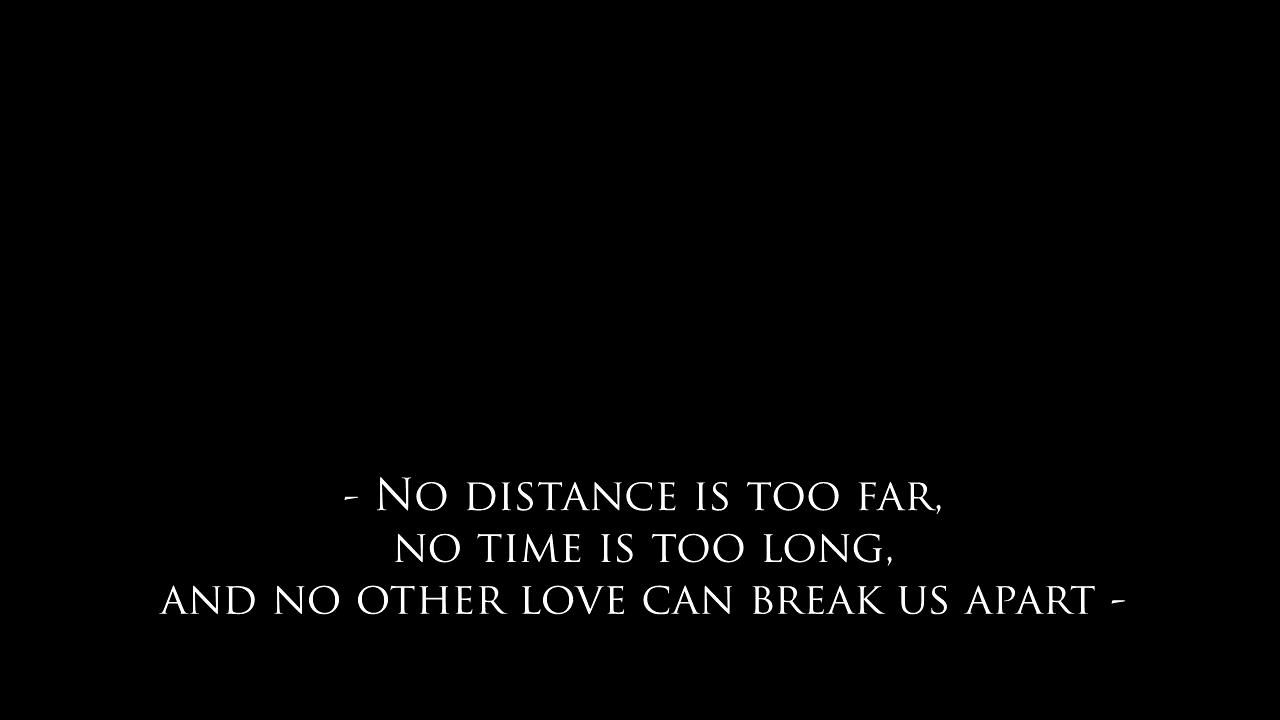 - No distance is too far,
no time is too long,
and no other love can break us apart -